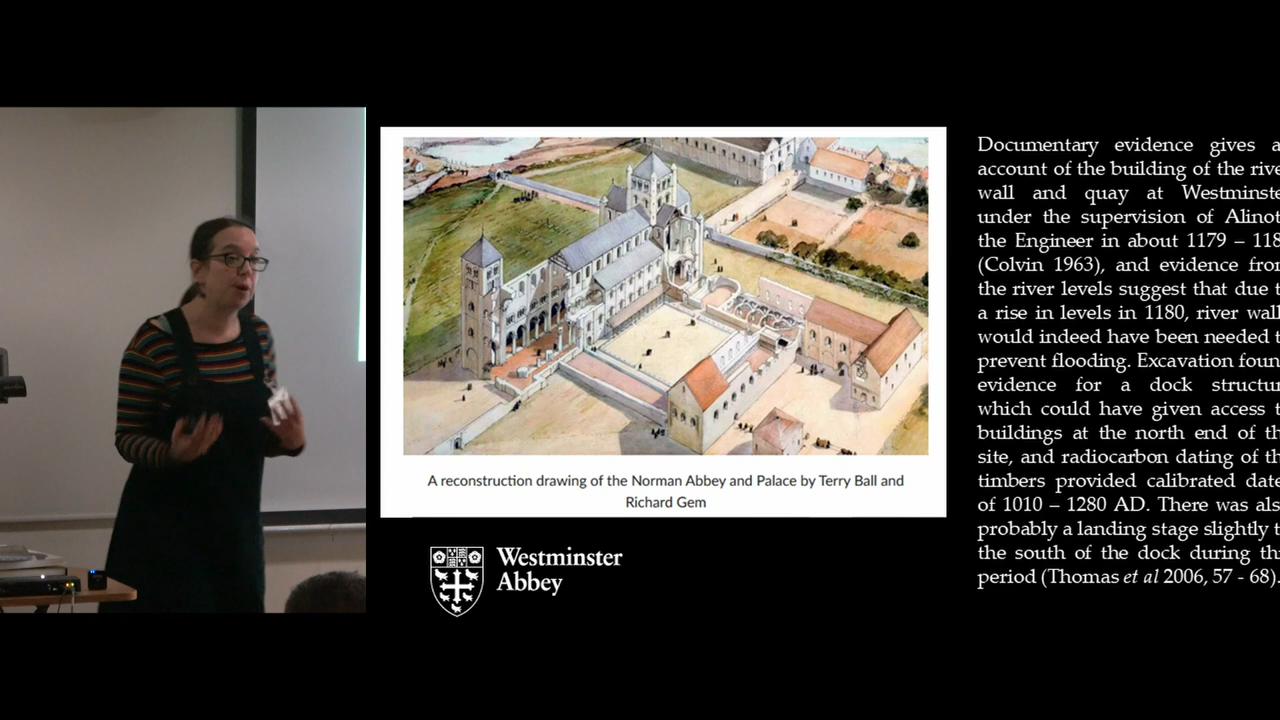 A reconstruction drawing of the Norman Abbey and Palace by Terry Ball and
Richard Gem
Westminster
Abbey
Documentary evidence gives a
account of the building of the rive
wall and quay at Westminste
under the supervision of Alinot
the Engineer in about 1179 – 118
(Colvin 1963), and evidence fro
the river levels suggest that due t
a rise in levels in 1180, river wall
would indeed have been needed t
prevent flooding. Excavation foun
evidence for a dock structur
which could have given access t
buildings at the north end of th
site, and radiocarbon dating of th
timbers provided calibrated date
of 1010 – 1280 AD. There was als
probably a landing stage slightly t
the south of the dock during th
period (Thomas et al 2006, 57 - 68).